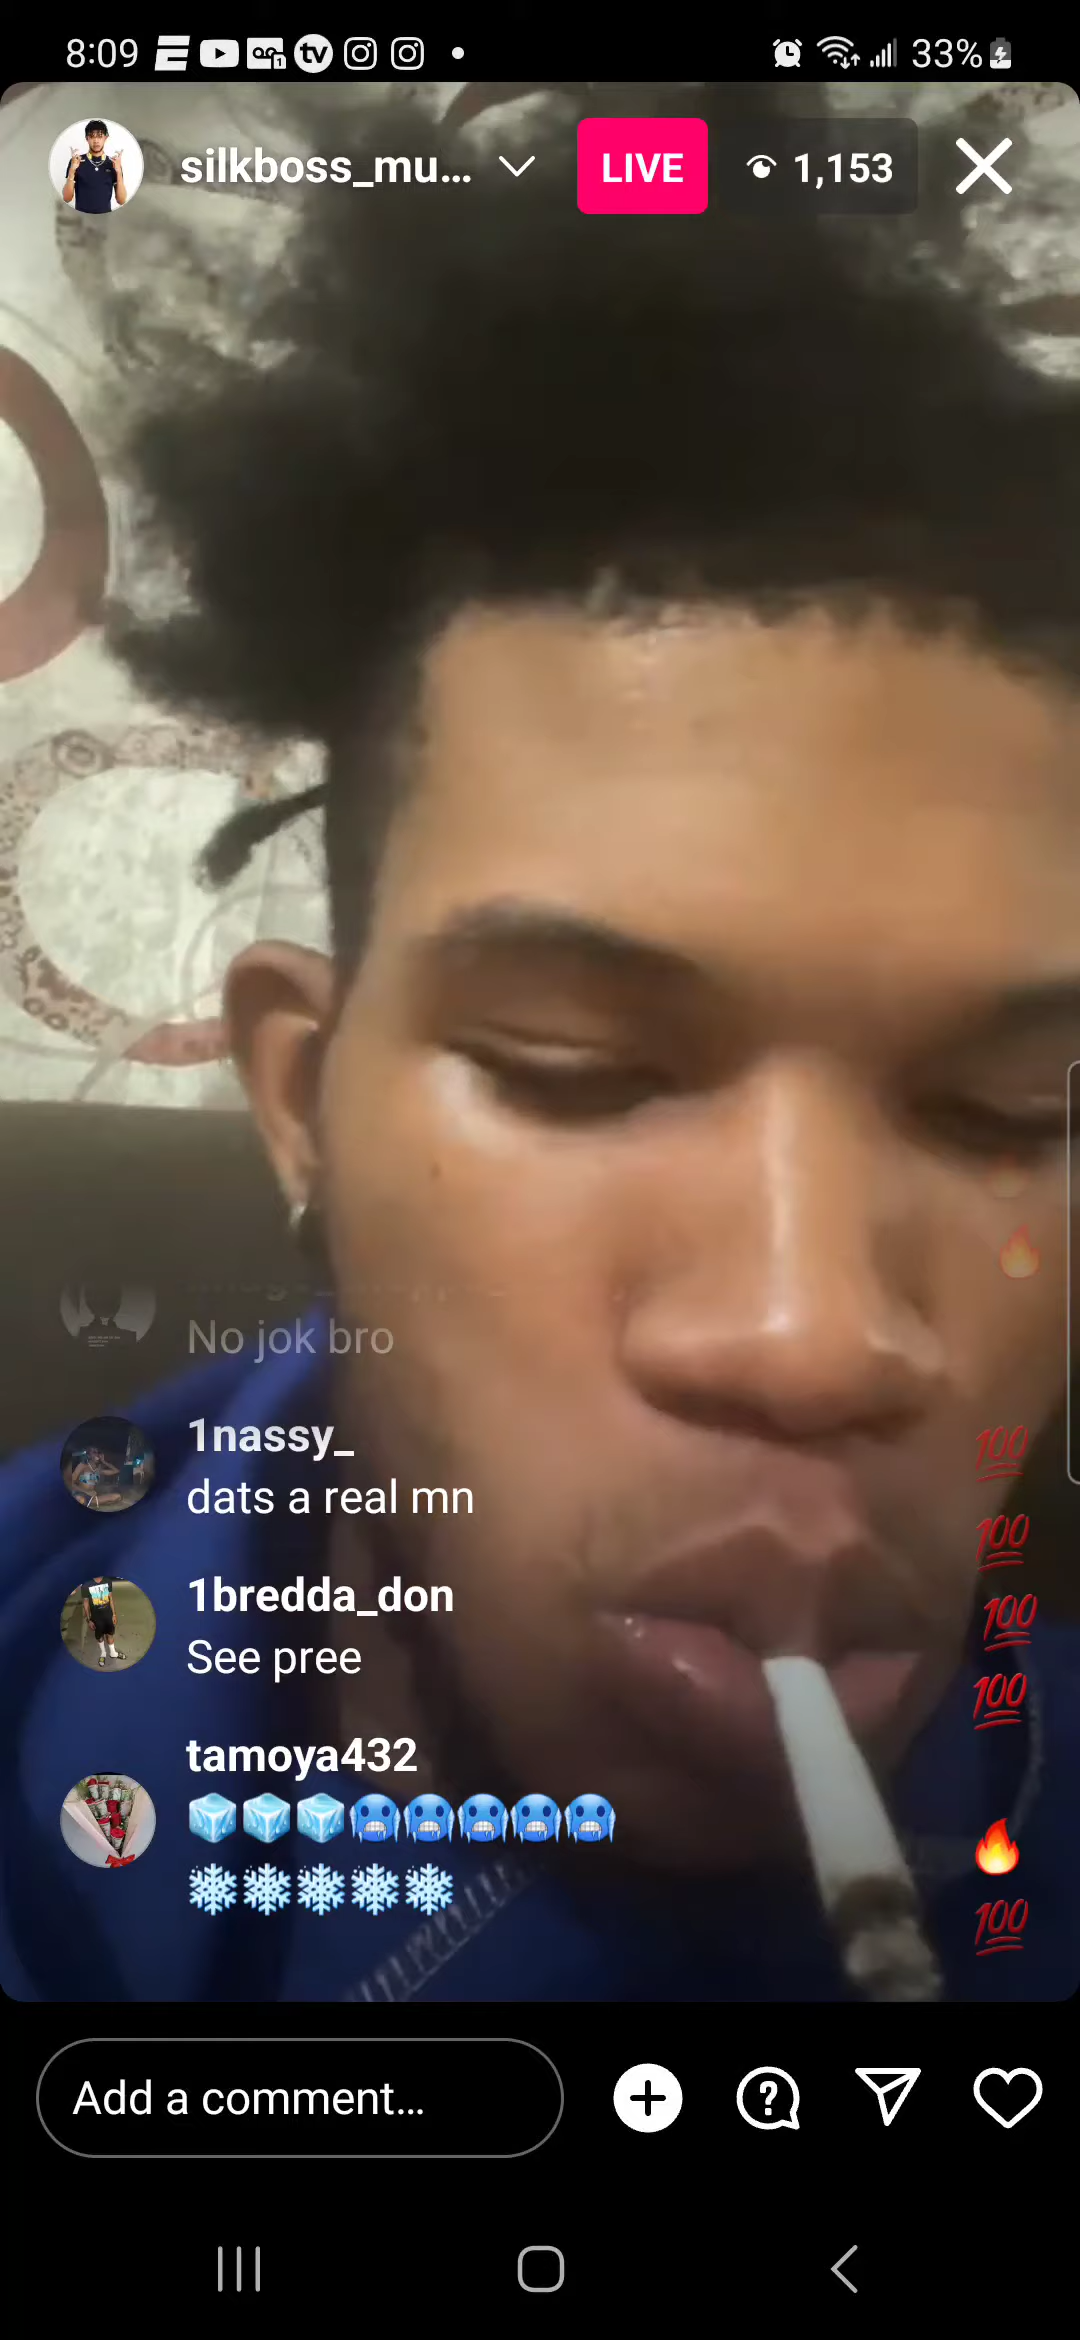 8:09
33%
silkboss_mu...
LIVE
1,153
No jok bro
1nassy_
dats a real mn
1bredda_don
See pree
tamoya432
🧊🧊🧊🥶🥶🥶🥶🥶
❄️❄️❄️❄️❄️
💯
💯
💯
💯
💯
Add a comment...